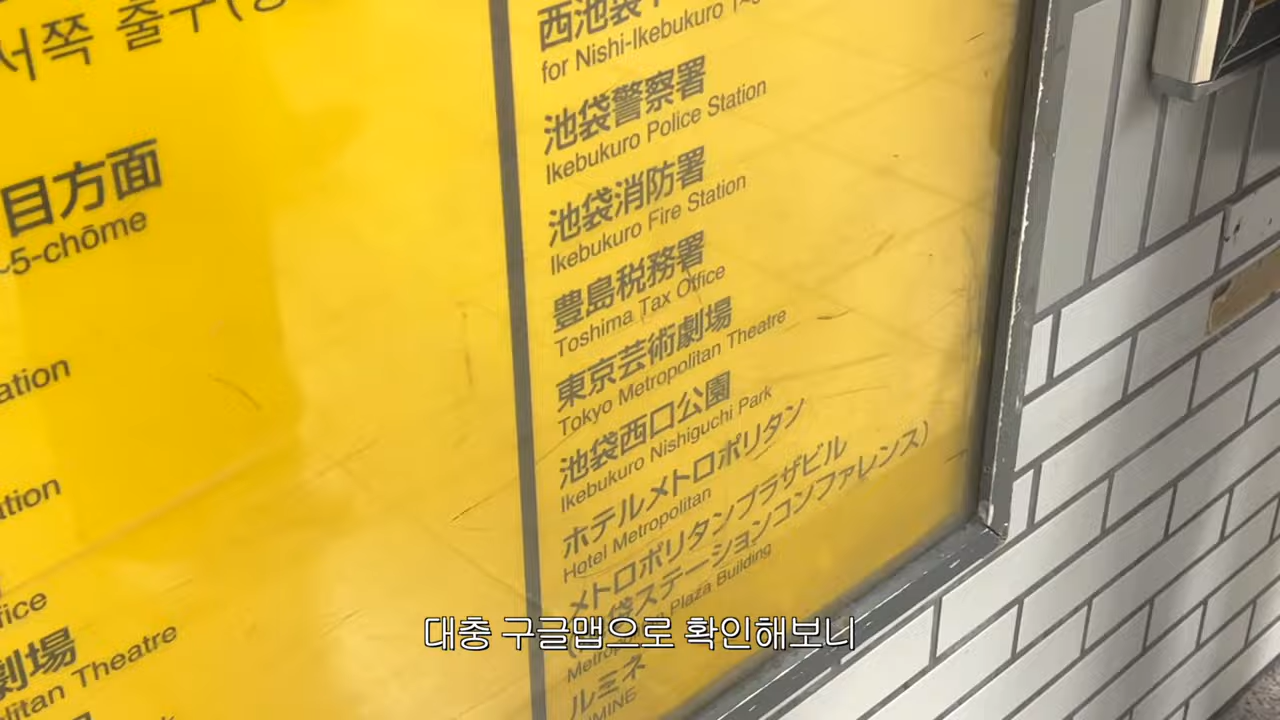 서쪽 출구
目方面
5-chōme
ation
tion
fice
劇場
litan Theatre
西池袋
for Nishi-Ikebukuro
池袋警察署
Ikebukuro Police Station
池袋消防署
Ikebukuro Fire Station
豊島税務署
Toshima Tax Office
東京芸術劇場
Tokyo Metropolitan Theatre
池袋西口公園
Ikebukuro Nishiguchi Park
ホテルメトロポリタン
Hotel Metropolitan
メトロポリタンプラザビル
袋ステーションコンファレンス)
Plaza Building
ルミネ
UMINE
대충 구글맵으로 확인해보니